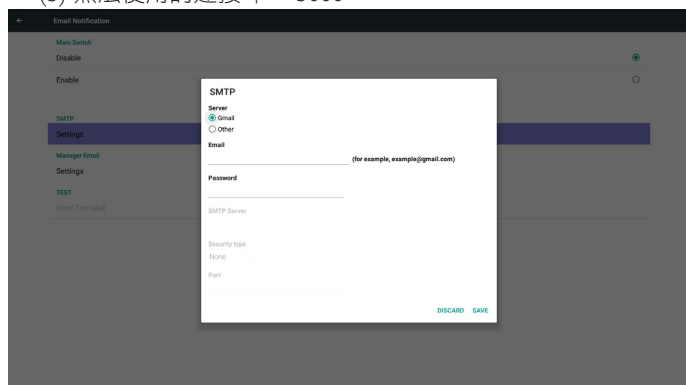 Email Notification
Main Switch
Disable
Enable
SMTP
Settings
Manager Email
Settings
TEST
Send Test Mail
SMTP
Server
Gmail
Other
Email
(for example, example@gmail.com)
Password
SMTP Server
Security type
None
Port
DISCARD SAVE